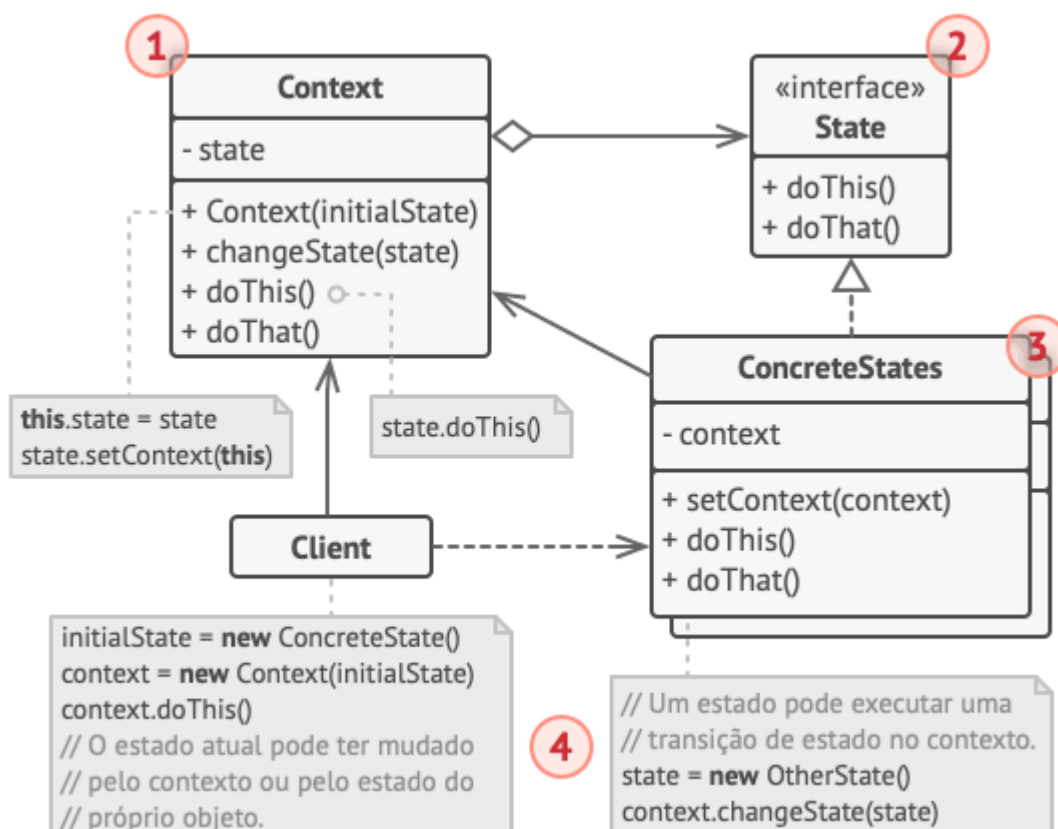 1
Context
- state
+ Context(initialState)
+ changeState(state)
+ doThis()
+ doThat()
2
«interface»
State
+ doThis()
+ doThat()
3
ConcreteStates
- context
+ setContext(context)
+ doThis()
+ doThat()
this.state = state
state.setContext(this)
state.doThis()
Client
initialState = new ConcreteState()
context = new Context(initialState)
context.doThis()
// O estado atual pode ter mudado
// pelo contexto ou pelo estado do
// próprio objeto.
4
// Um estado pode executar uma
// transição de estado no contexto.
state = new OtherState()
context.changeState(state)